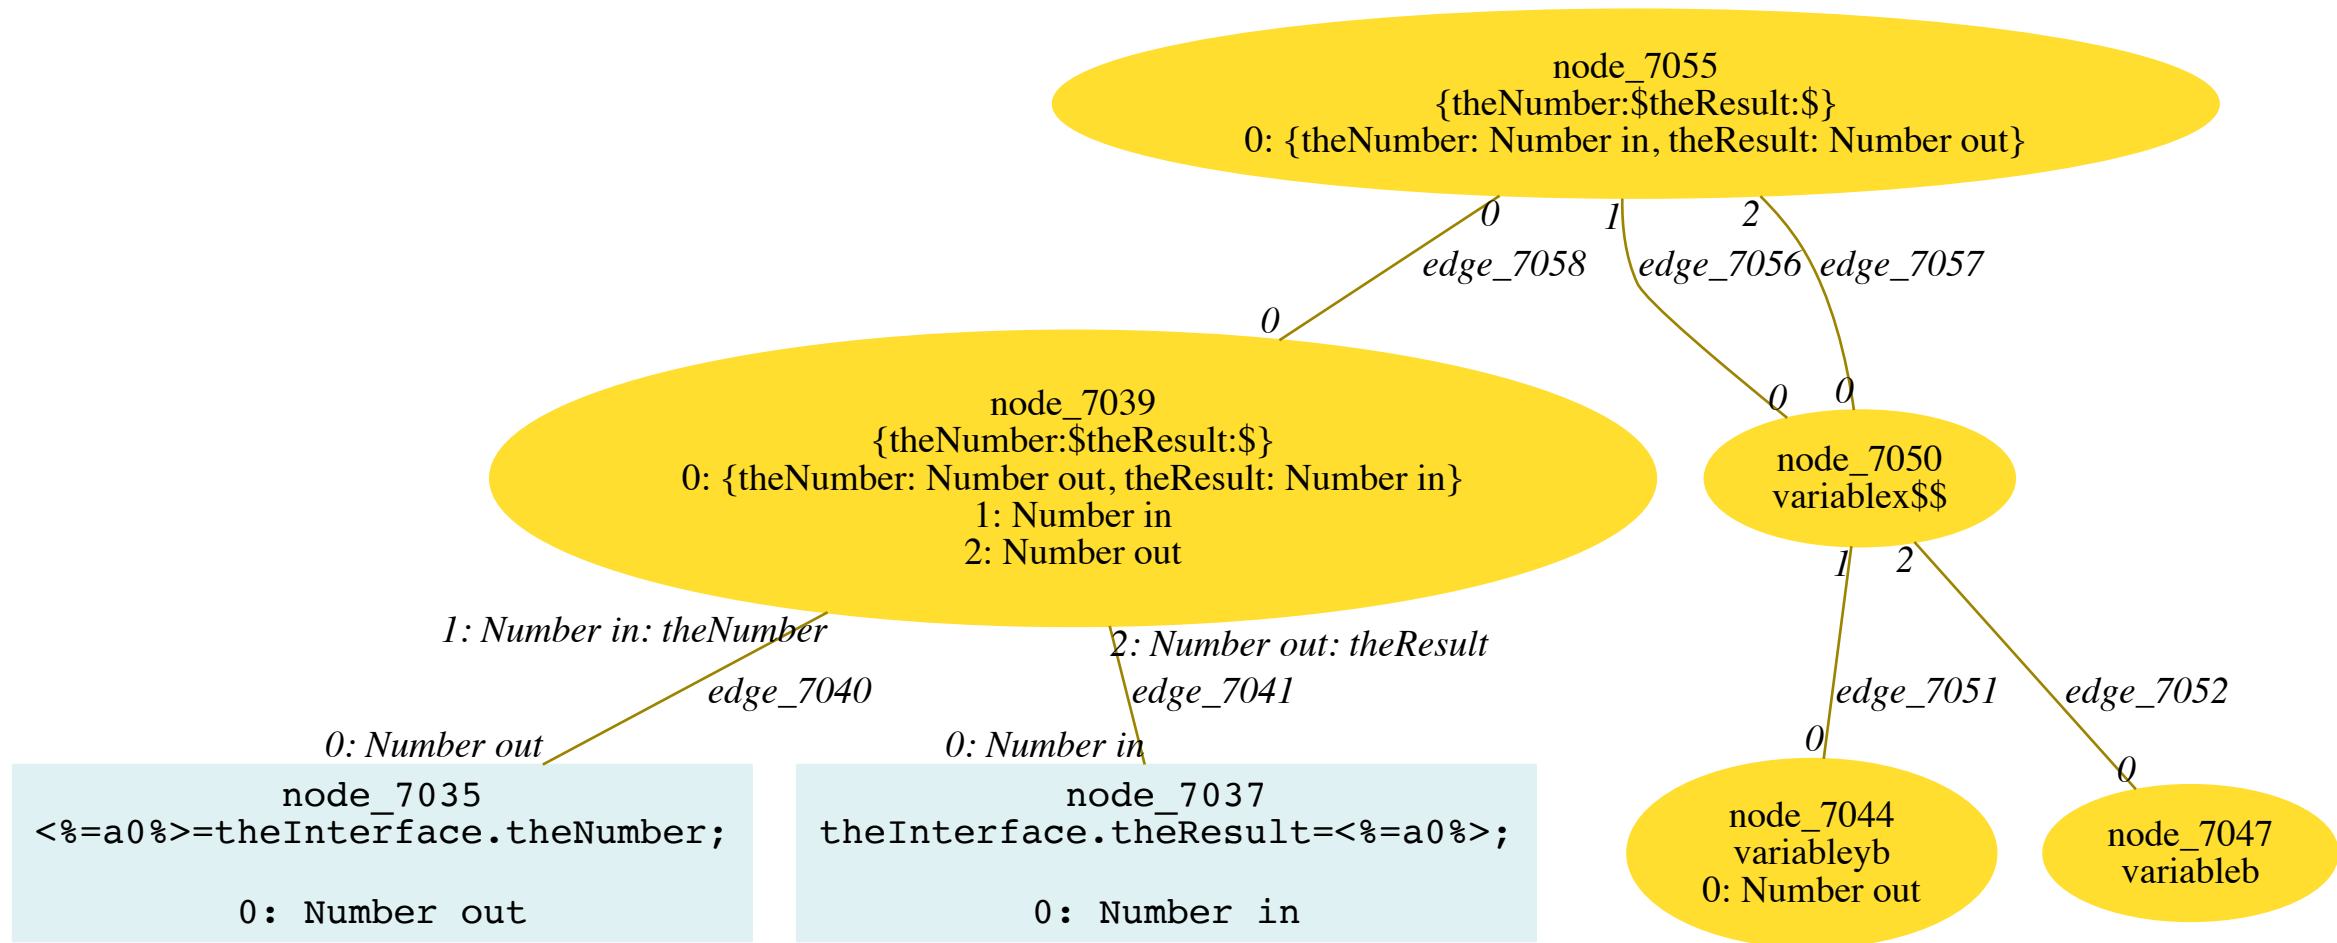 node_7055
{theNumber:$theResult:$}
0: {theNumber: Number in, theResult: Number out}
0
1
2
edge_7058
edge_7056
edge_7057
0
0
0
node_7039
{theNumber:$theResult:$}
0: {theNumber: Number out, theResult: Number in}
1: Number in
2: Number out
node_7050
variablex$$
1: Number in: theNumber
2: Number out: theResult
1
2
edge_7040
edge_7041
edge_7051
edge_7052
0: Number out
0: Number in
0
0
node_7035
<%=a0%>=theInterface.theNumber;
0: Number out
node_7037
theInterface.theResult=<%=a0%>;
0: Number in
node_7044
variableyb
0: Number out
node_7047
variableb